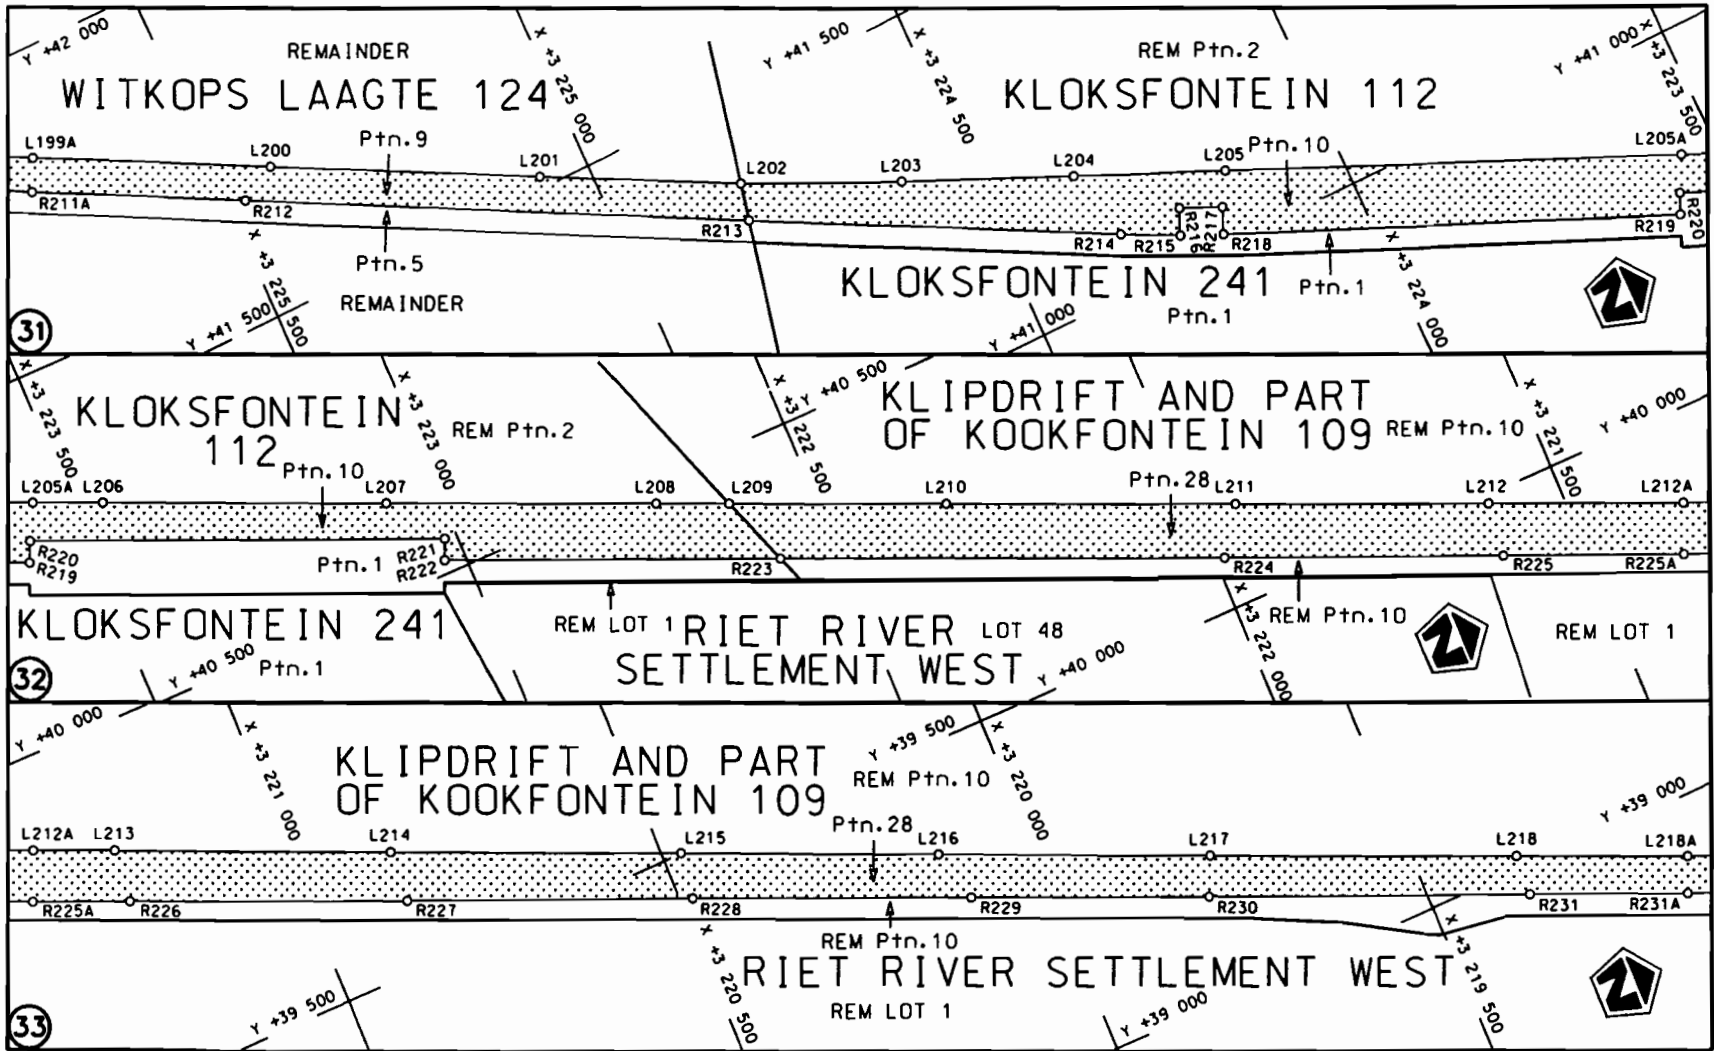 Y +42 000
REMAINDER
X +3 225 000
Y +41 500
X +3 224 500
REM Ptn.2
Y +41 000
X +3 223 500
WITKOPS LAAGTE 124
KLOKSFONTEIN 112
L199A
Ptn.9
L200
L201
L202
L203
L204
L205
Ptn.10
L205A
R211A
R212
R213
R214
R215
R216
R217
R218
R219
R220
X +3 225 500
Ptn.5
REMAINDER
KLOKSFONTEIN 241
Ptn.1
Ptn.1
X +3 224 000
Y +41 500
Y +41 000
31
X +3 223 500
X +3 223 000
X +3 222 500
Y +40 500
KLIPDRIFT AND PART
OF KOOKFONTEIN 109
REM Ptn.10
X +3 221 500
Y +40 000
KLOKSFONTEIN
112
REM Ptn.2
Ptn.10
L205A
L206
L207
L208
L209
L210
Ptn.28
L211
L212
L212A
R220
R219
Ptn.1
R221
R222
R223
R224
R225
R225A
KLOKSFONTEIN 241
Ptn.1
REM LOT 1
RIET RIVER
SETTLEMENT WEST
LOT 48
REM Ptn.10
REM LOT 1
Y +40 500
Y +40 000
X +3 222 000
32
Y +40 000
X +3 221 000
KLIPDRIFT AND PART
OF KOOKFONTEIN 109
Y +39 500
REM Ptn.10
X +3 220 000
Y +39 000
L212A
L213
L214
L215
Ptn.28
L216
L217
L218
L218A
R225A
R226
R227
R228
R229
R230
R231
R231A
X +3 220 500
REM Ptn.10
RIET RIVER SETTLEMENT WEST
REM LOT 1
X +3 219 500
Y +39 500
Y +39 000
33